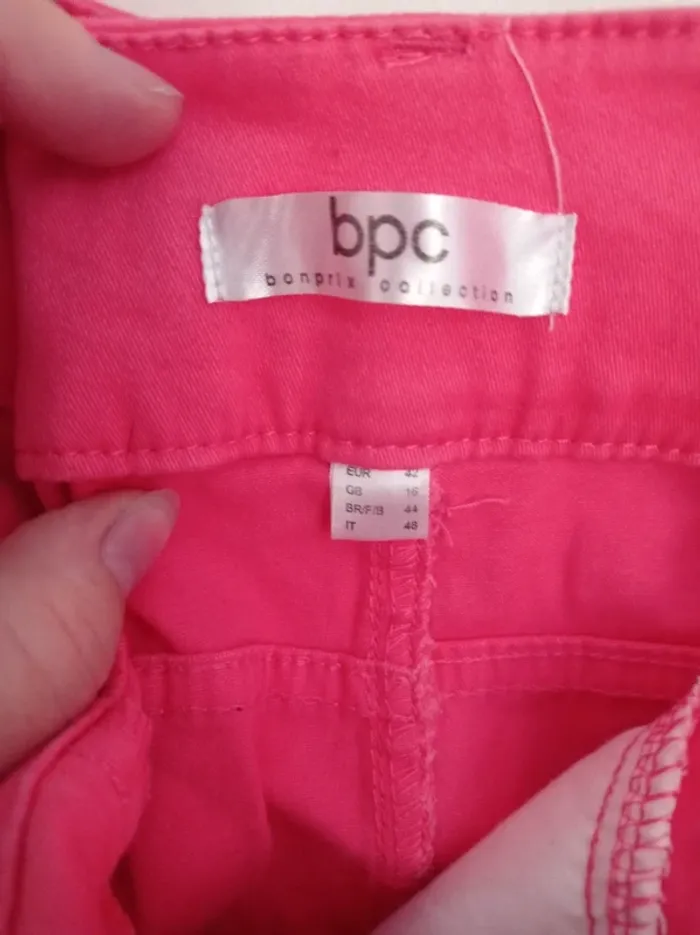 bpc
bonprix collection
EUR 42
GB 16
BR/F/B 44
IT 48